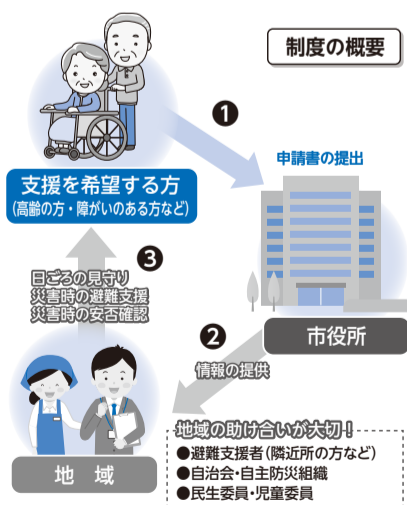 制度の概要
❶
申請書の提出
支援を希望する方
(高齢の方・障がいのある方など)
市役所
❷
情報の提供
❸
日ごろの見守り
災害時の避難支援
災害時の安否確認
地 域
地域の助け合いが大切！
●避難支援者(隣近所の方など)
●自治会・自主防災組織
●民生委員・児童委員